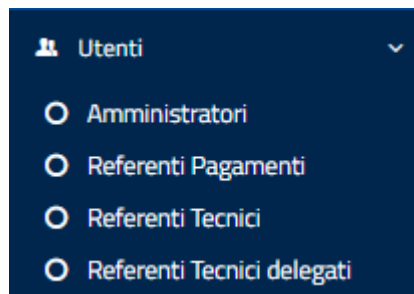 Utenti
Amministratori
Referenti Pagamenti
Referenti Tecnici
Referenti Tecnici delegati